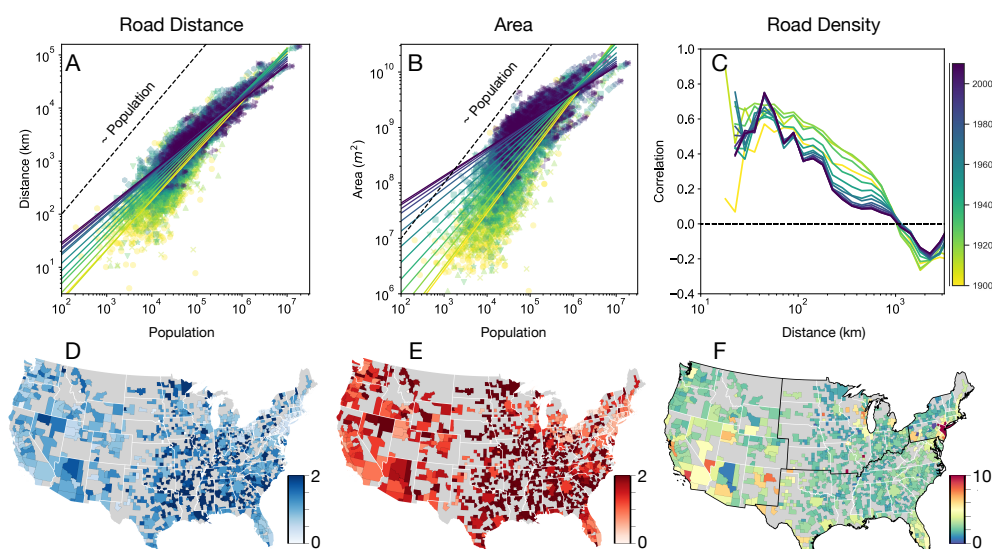 Road Distance
Area
Road Density
A
~ Population
Distance (km)
10^5
10^4
10^3
10^2
10^1
10^2 10^3 10^4 10^5 10^6 10^7
Population
B
~ Population
Area (m^2)
10^10
10^9
10^8
10^7
10^6
10^2 10^3 10^4 10^5 10^6 10^7
Population
C
Correlation
1.0
0.8
0.6
0.4
0.2
0.0
−0.2
−0.4
10^1 10^2 10^3
Distance (km)
2000
1980
1960
1940
1920
1900
D
2
0
E
2
0
F
10
5
0